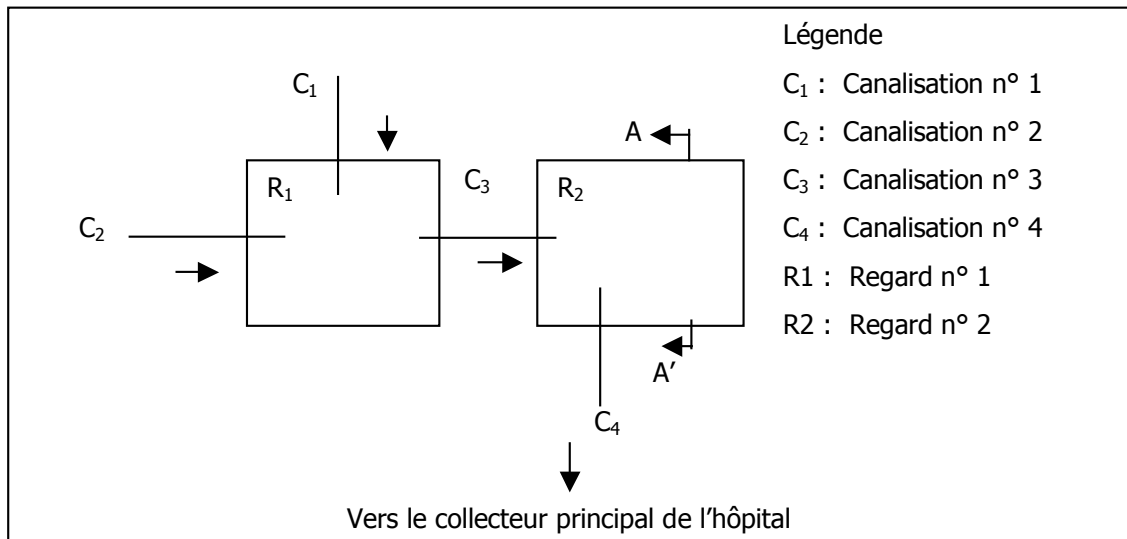 Légende
C₁
C₁ : Canalisation n° 1
A
C₂ : Canalisation n° 2
R₁
C₃
R₂
C₃ : Canalisation n° 3
C₂
C₄ : Canalisation n° 4
R1 : Regard n° 1
R2 : Regard n° 2
A’
C₄
Vers le collecteur principal de l’hôpital